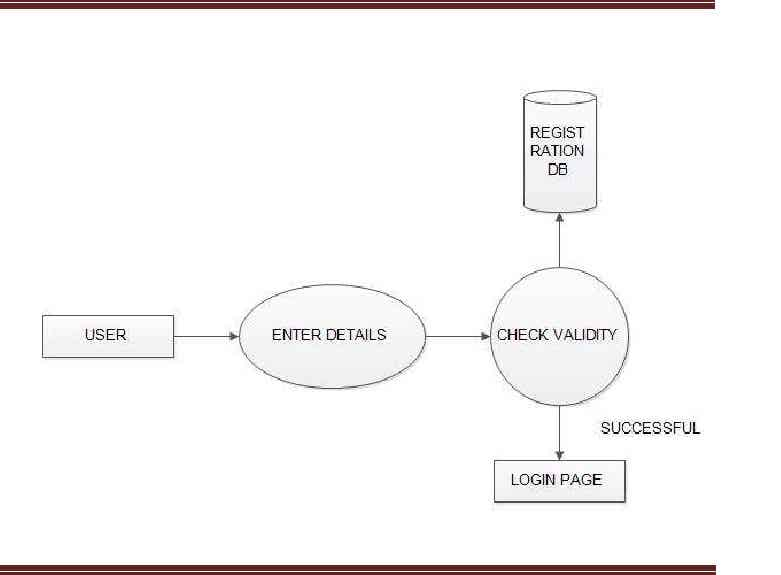 REGIST
RATION
DB
USER
ENTER DETAILS
CHECK VALIDITY
SUCCESSFUL
LOGIN PAGE